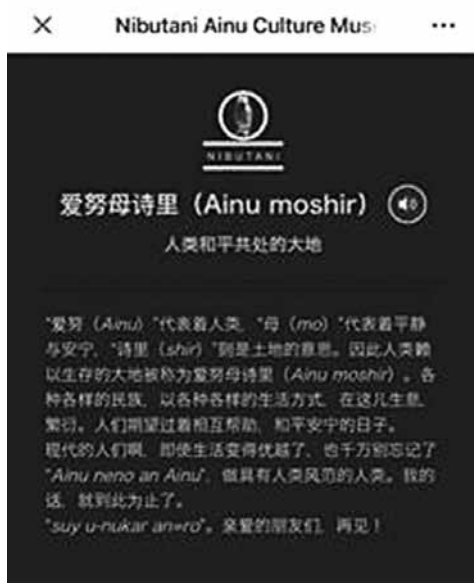 Nibutani Ainu Culture Mus
NIBUTANI
爱努母诗里（Ainu moshir）
人类和平共处的大地
“爱努（Ainu）”代表着人类，“母（mo）”代表着平静
与安宁，“诗里（shir）”则是土地的意思。因此人类赖
以生存的大地被称为爱努母诗里（Ainu moshir）。各
种各样的民族，以各种各样的生活方式，在这儿生息
繁衍。人们期望过着相互帮助、和平安宁的日子。
现代的人们啊，即使生活变得优越了，也千万别忘记了
“Ainu neno an Ainu”，做具有人类风范的人类。我的
话，就到此为止了。
“suy u-nukar an=ro”。亲爱的朋友们，再见！